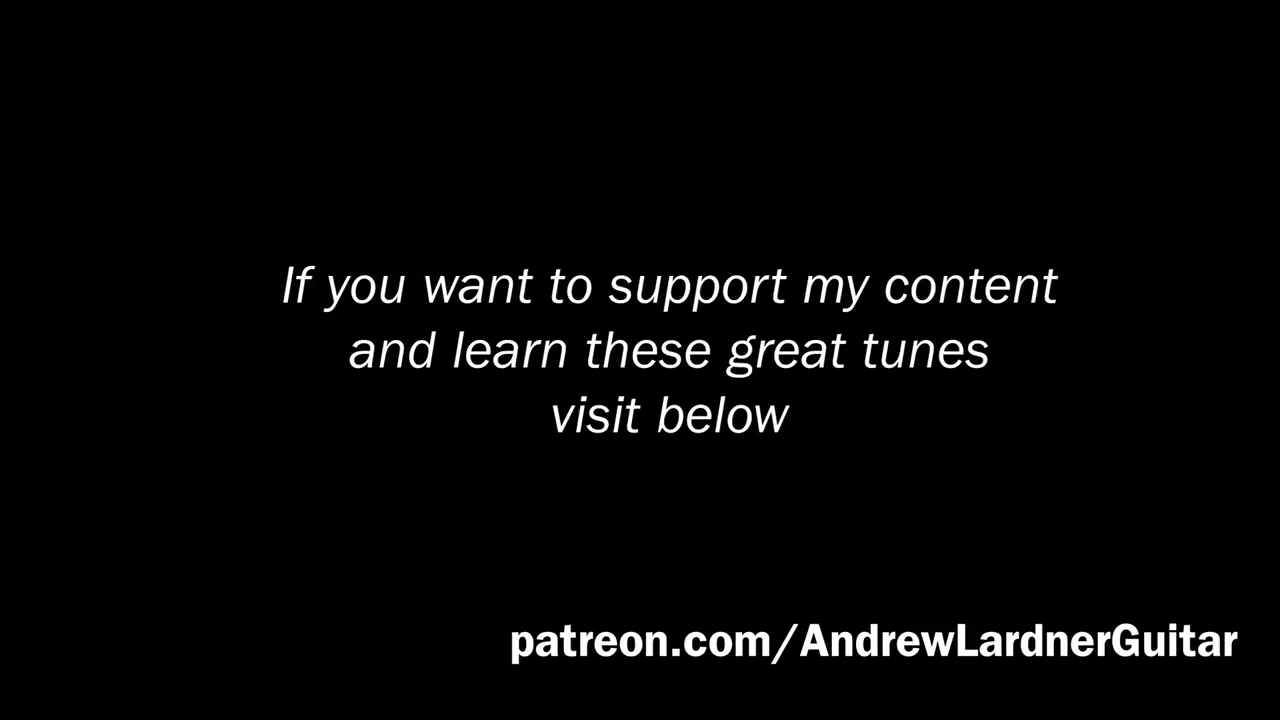 If you want to support my content
and learn these great tunes
visit below
patreon.com/AndrewLardnerGuitar